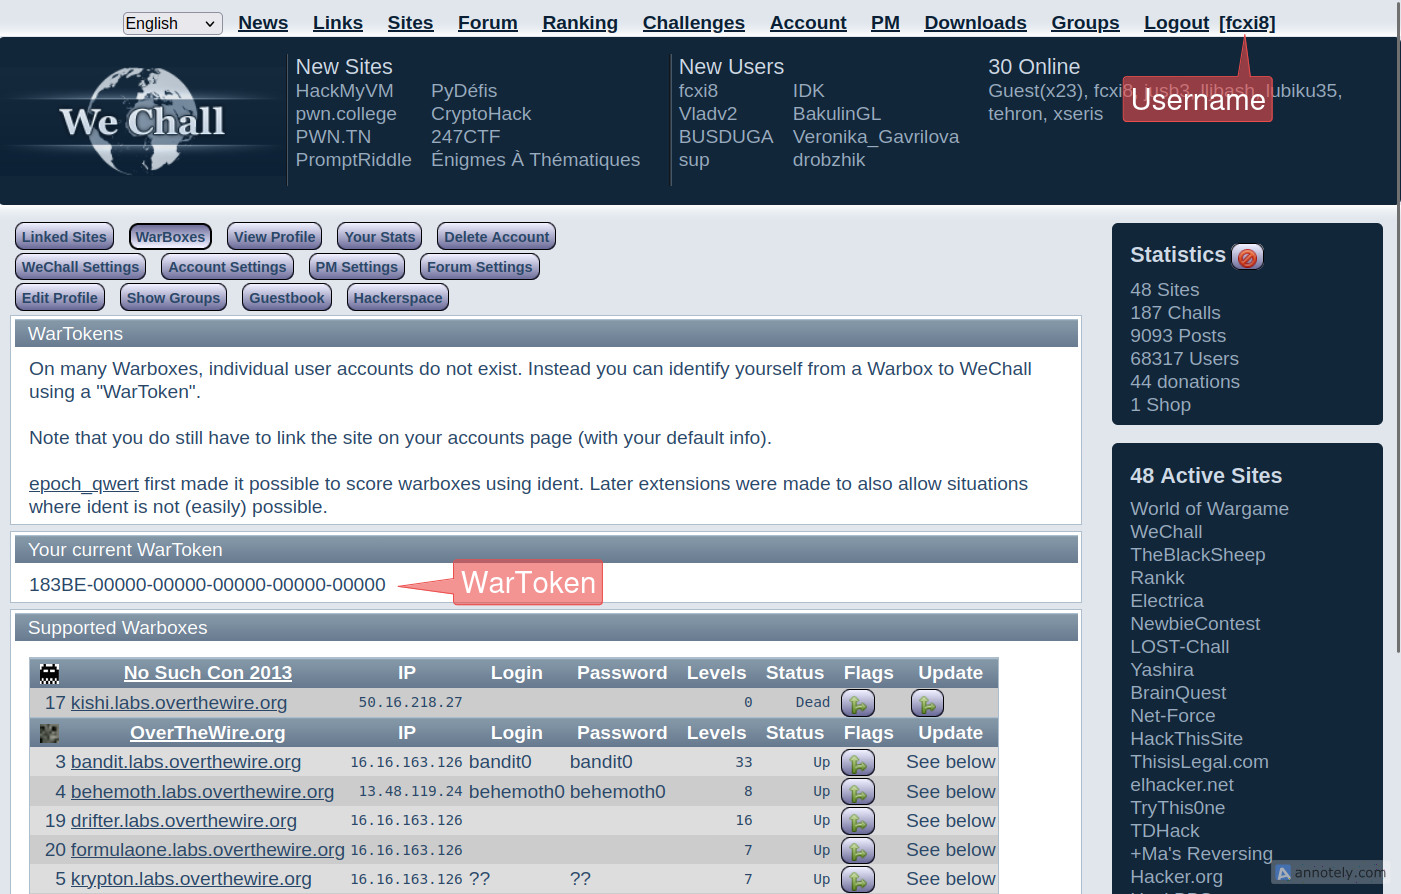 English News Links Sites Forum Ranking Challenges Account PM Downloads Groups Logout [fcxi8]
We Chall
New Sites
HackMyVM PyDéfis
pwn.college CryptoHack
PWN.TN 247CTF
PromptRiddle Énigmes À Thématiques
New Users
fcxi8 IDK
Vladv2 BakulinGL
BUSDUGA Veronika_Gavrilova
sup drobzhik
30 Online
Guest(x23), fcxi8, lubiku35,
tehron, xseris
Username
Linked Sites WarBoxes View Profile Your Stats Delete Account
WeChall Settings Account Settings PM Settings Forum Settings
Edit Profile Show Groups Guestbook Hackerspace
WarTokens
On many Warboxes, individual user accounts do not exist. Instead you can identify yourself from a Warbox to WeChall
using a "WarToken".
Note that you do still have to link the site on your accounts page (with your default info).
epoch_qwert first made it possible to score warboxes using ident. Later extensions were made to also allow situations
where ident is not (easily) possible.
Your current WarToken
183BE-00000-00000-00000-00000-00000
WarToken
Supported Warboxes
No Such Con 2013 IP Login Password Levels Status Flags Update
17 kishi.labs.overthewire.org 50.16.218.27 0 Dead
OverTheWire.org IP Login Password Levels Status Flags Update
3 bandit.labs.overthewire.org 16.16.163.126 bandit0 bandit0 33 Up See below
4 behemoth.labs.overthewire.org 13.48.119.24 behemoth0 behemoth0 8 Up See below
19 drifter.labs.overthewire.org 16.16.163.126 16 Up See below
20 formulaone.labs.overthewire.org 16.16.163.126 7 Up See below
5 krypton.labs.overthewire.org 16.16.163.126 ?? ?? 7 Up See below
Statistics
48 Sites
187 Challs
9093 Posts
68317 Users
44 donations
1 Shop
48 Active Sites
World of Wargame
WeChall
TheBlackSheep
Rankk
Electrica
NewbieContest
LOST-Chall
Yashira
BrainQuest
Net-Force
HackThisSite
ThisisLegal.com
elhacker.net
TryThis0ne
TDHack
+Ma's Reversing
Hacker.org
annotely.com